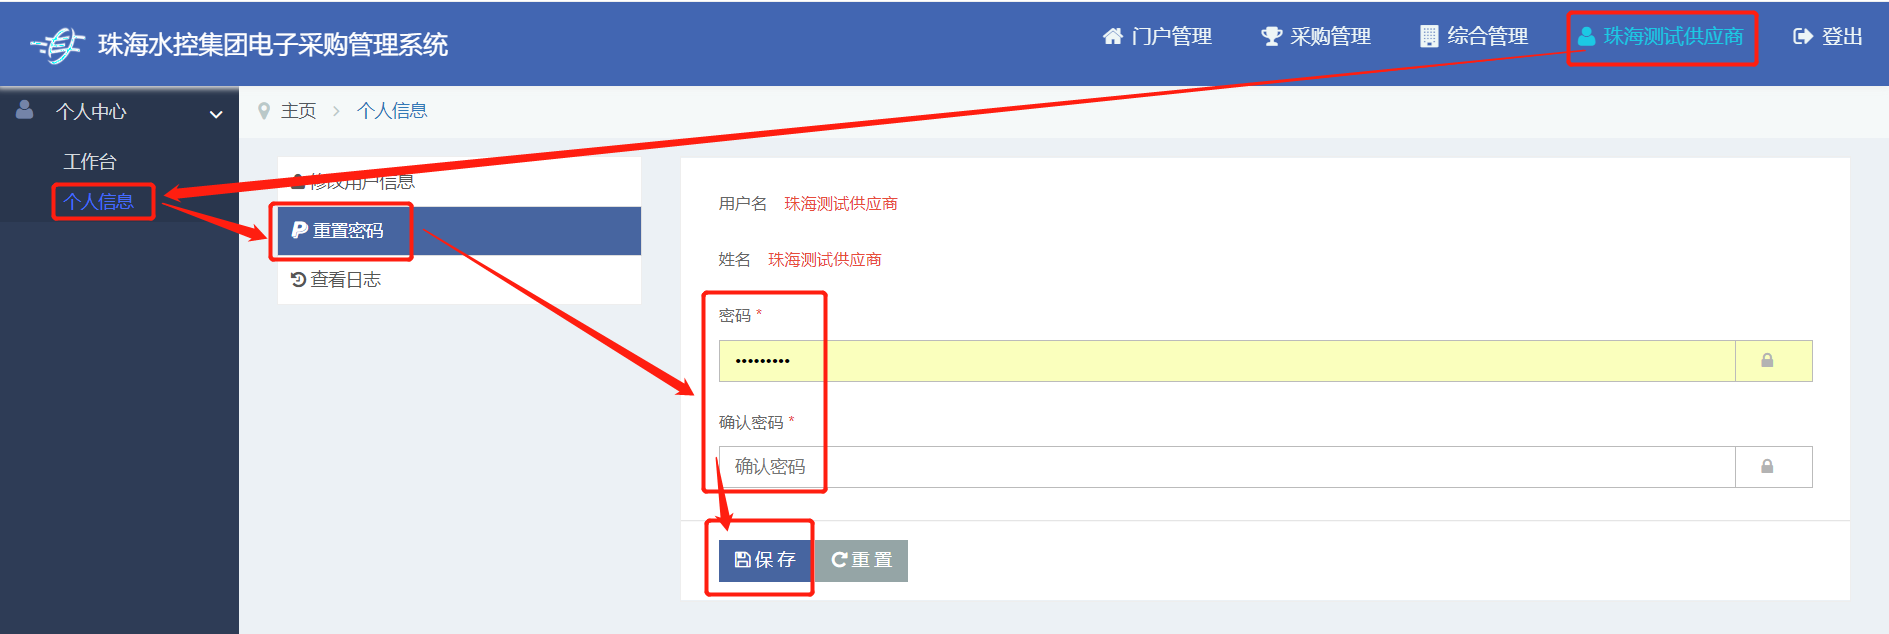 珠海水控集团电子采购管理系统
门户管理 采购管理 综合管理 珠海测试供应商 登出
个人中心
工作台
个人信息
主页 > 个人信息
修改用户信息
重置密码
查看日志
用户名 珠海测试供应商
姓名 珠海测试供应商
密码 *
•••••••••
确认密码 *
确认密码
保存 重置